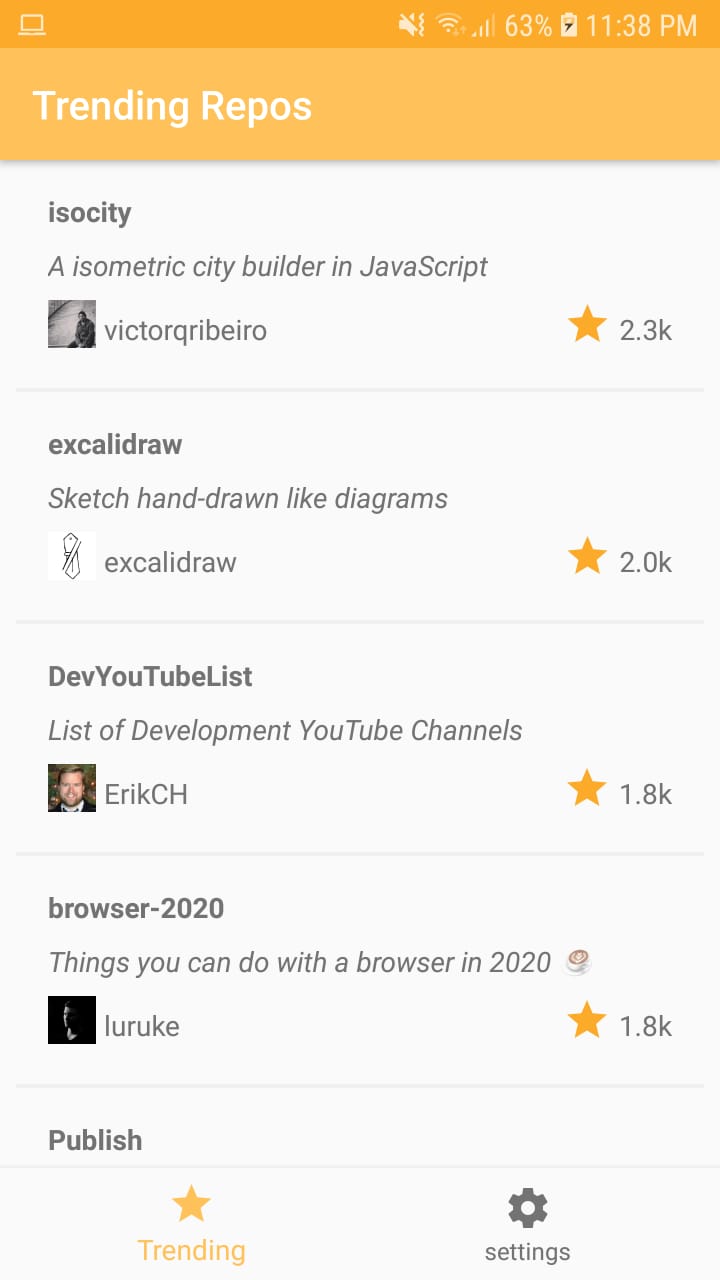 63% 11:38 PM
Trending Repos
isocity
A isometric city builder in JavaScript
victorqribeiro 2.3k
excalidraw
Sketch hand-drawn like diagrams
excalidraw 2.0k
DevYouTubeList
List of Development YouTube Channels
ErikCH 1.8k
browser-2020
Things you can do with a browser in 2020 ☕
luruke 1.8k
Publish
Trending settings